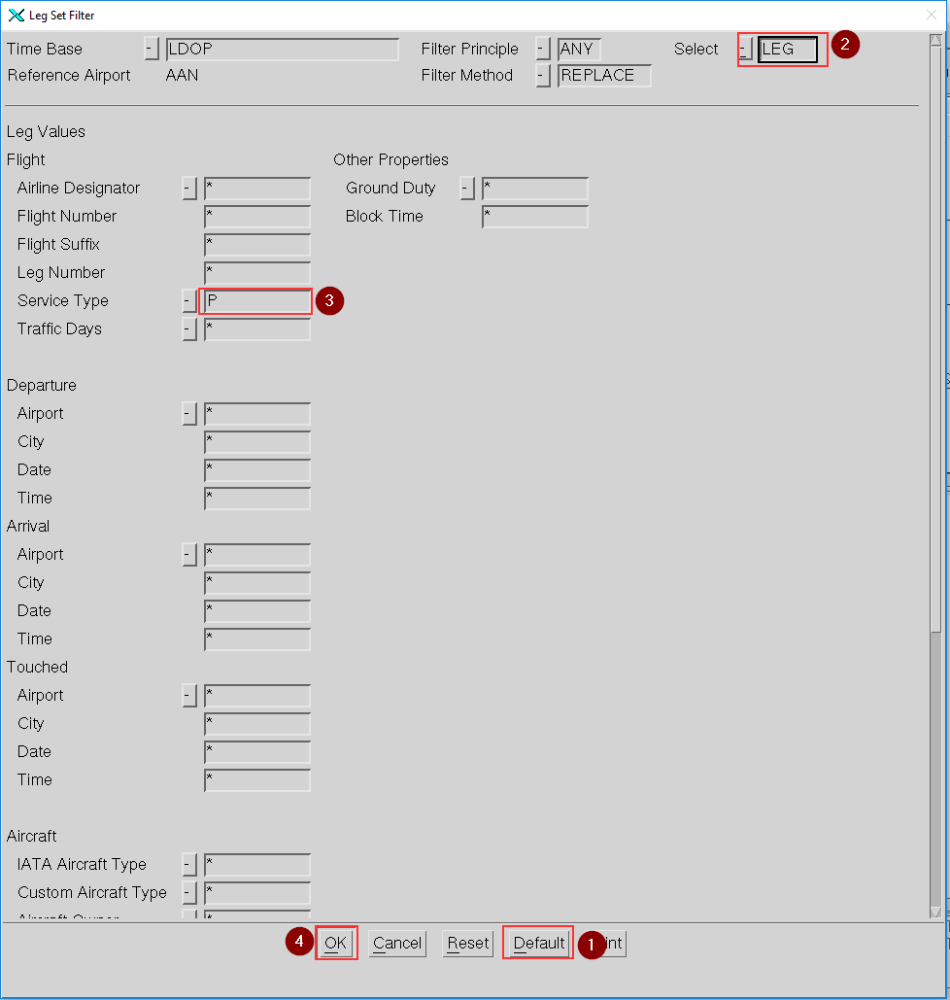 Leg Set Filter
Time Base - LDOP Filter Principle - ANY Select - LEG 2
Reference Airport AAN Filter Method - REPLACE
Leg Values
Flight Other Properties
Airline Designator - * Ground Duty - *
Flight Number * Block Time *
Flight Suffix *
Leg Number *
Service Type - P 3
Traffic Days - *
Departure
Airport - *
City *
Date *
Time *
Arrival
Airport - *
City *
Date *
Time *
Touched
Airport - *
City *
Date *
Time *
Aircraft
IATA Aircraft Type - *
Custom Aircraft Type - *
Aircraft Owner - *
4 OK Cancel Reset Default 1 int